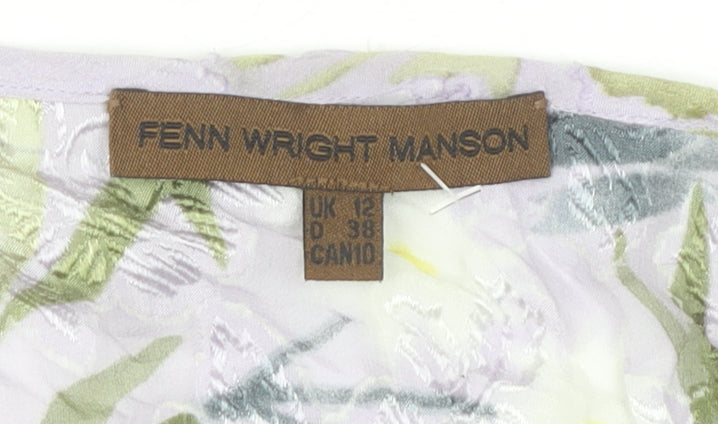 FENN WRIGHT MANSON
UK 12
D 38
CAN10